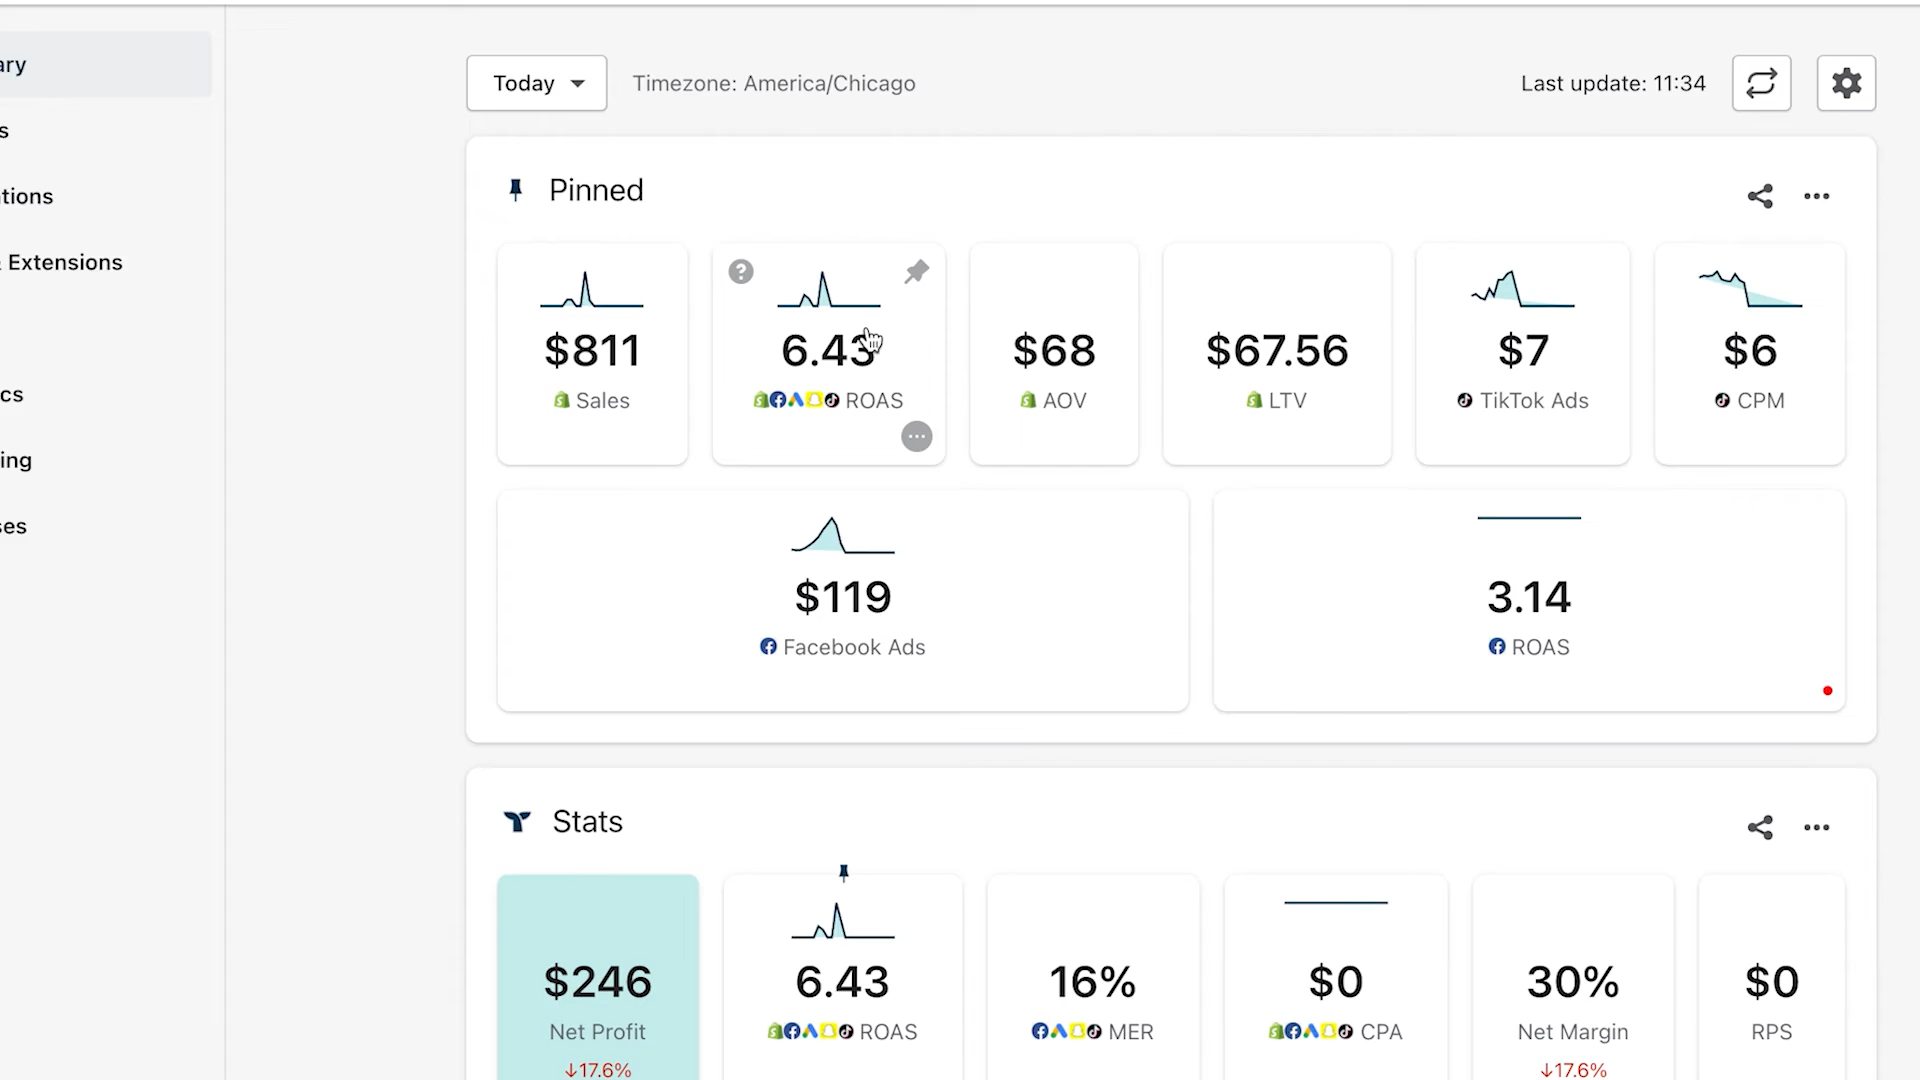 ary
s
tions
& Extensions
cs
ing
ses
Today
Timezone: America/Chicago
Last update: 11:34
Pinned
$811
Sales
6.43
ROAS
$68
AOV
$67.56
LTV
$7
TikTok Ads
$6
CPM
$119
Facebook Ads
3.14
ROAS
Stats
$246
Net Profit
↓17.6%
6.43
ROAS
16%
MER
$0
CPA
30%
Net Margin
↓17.6%
$0
RPS